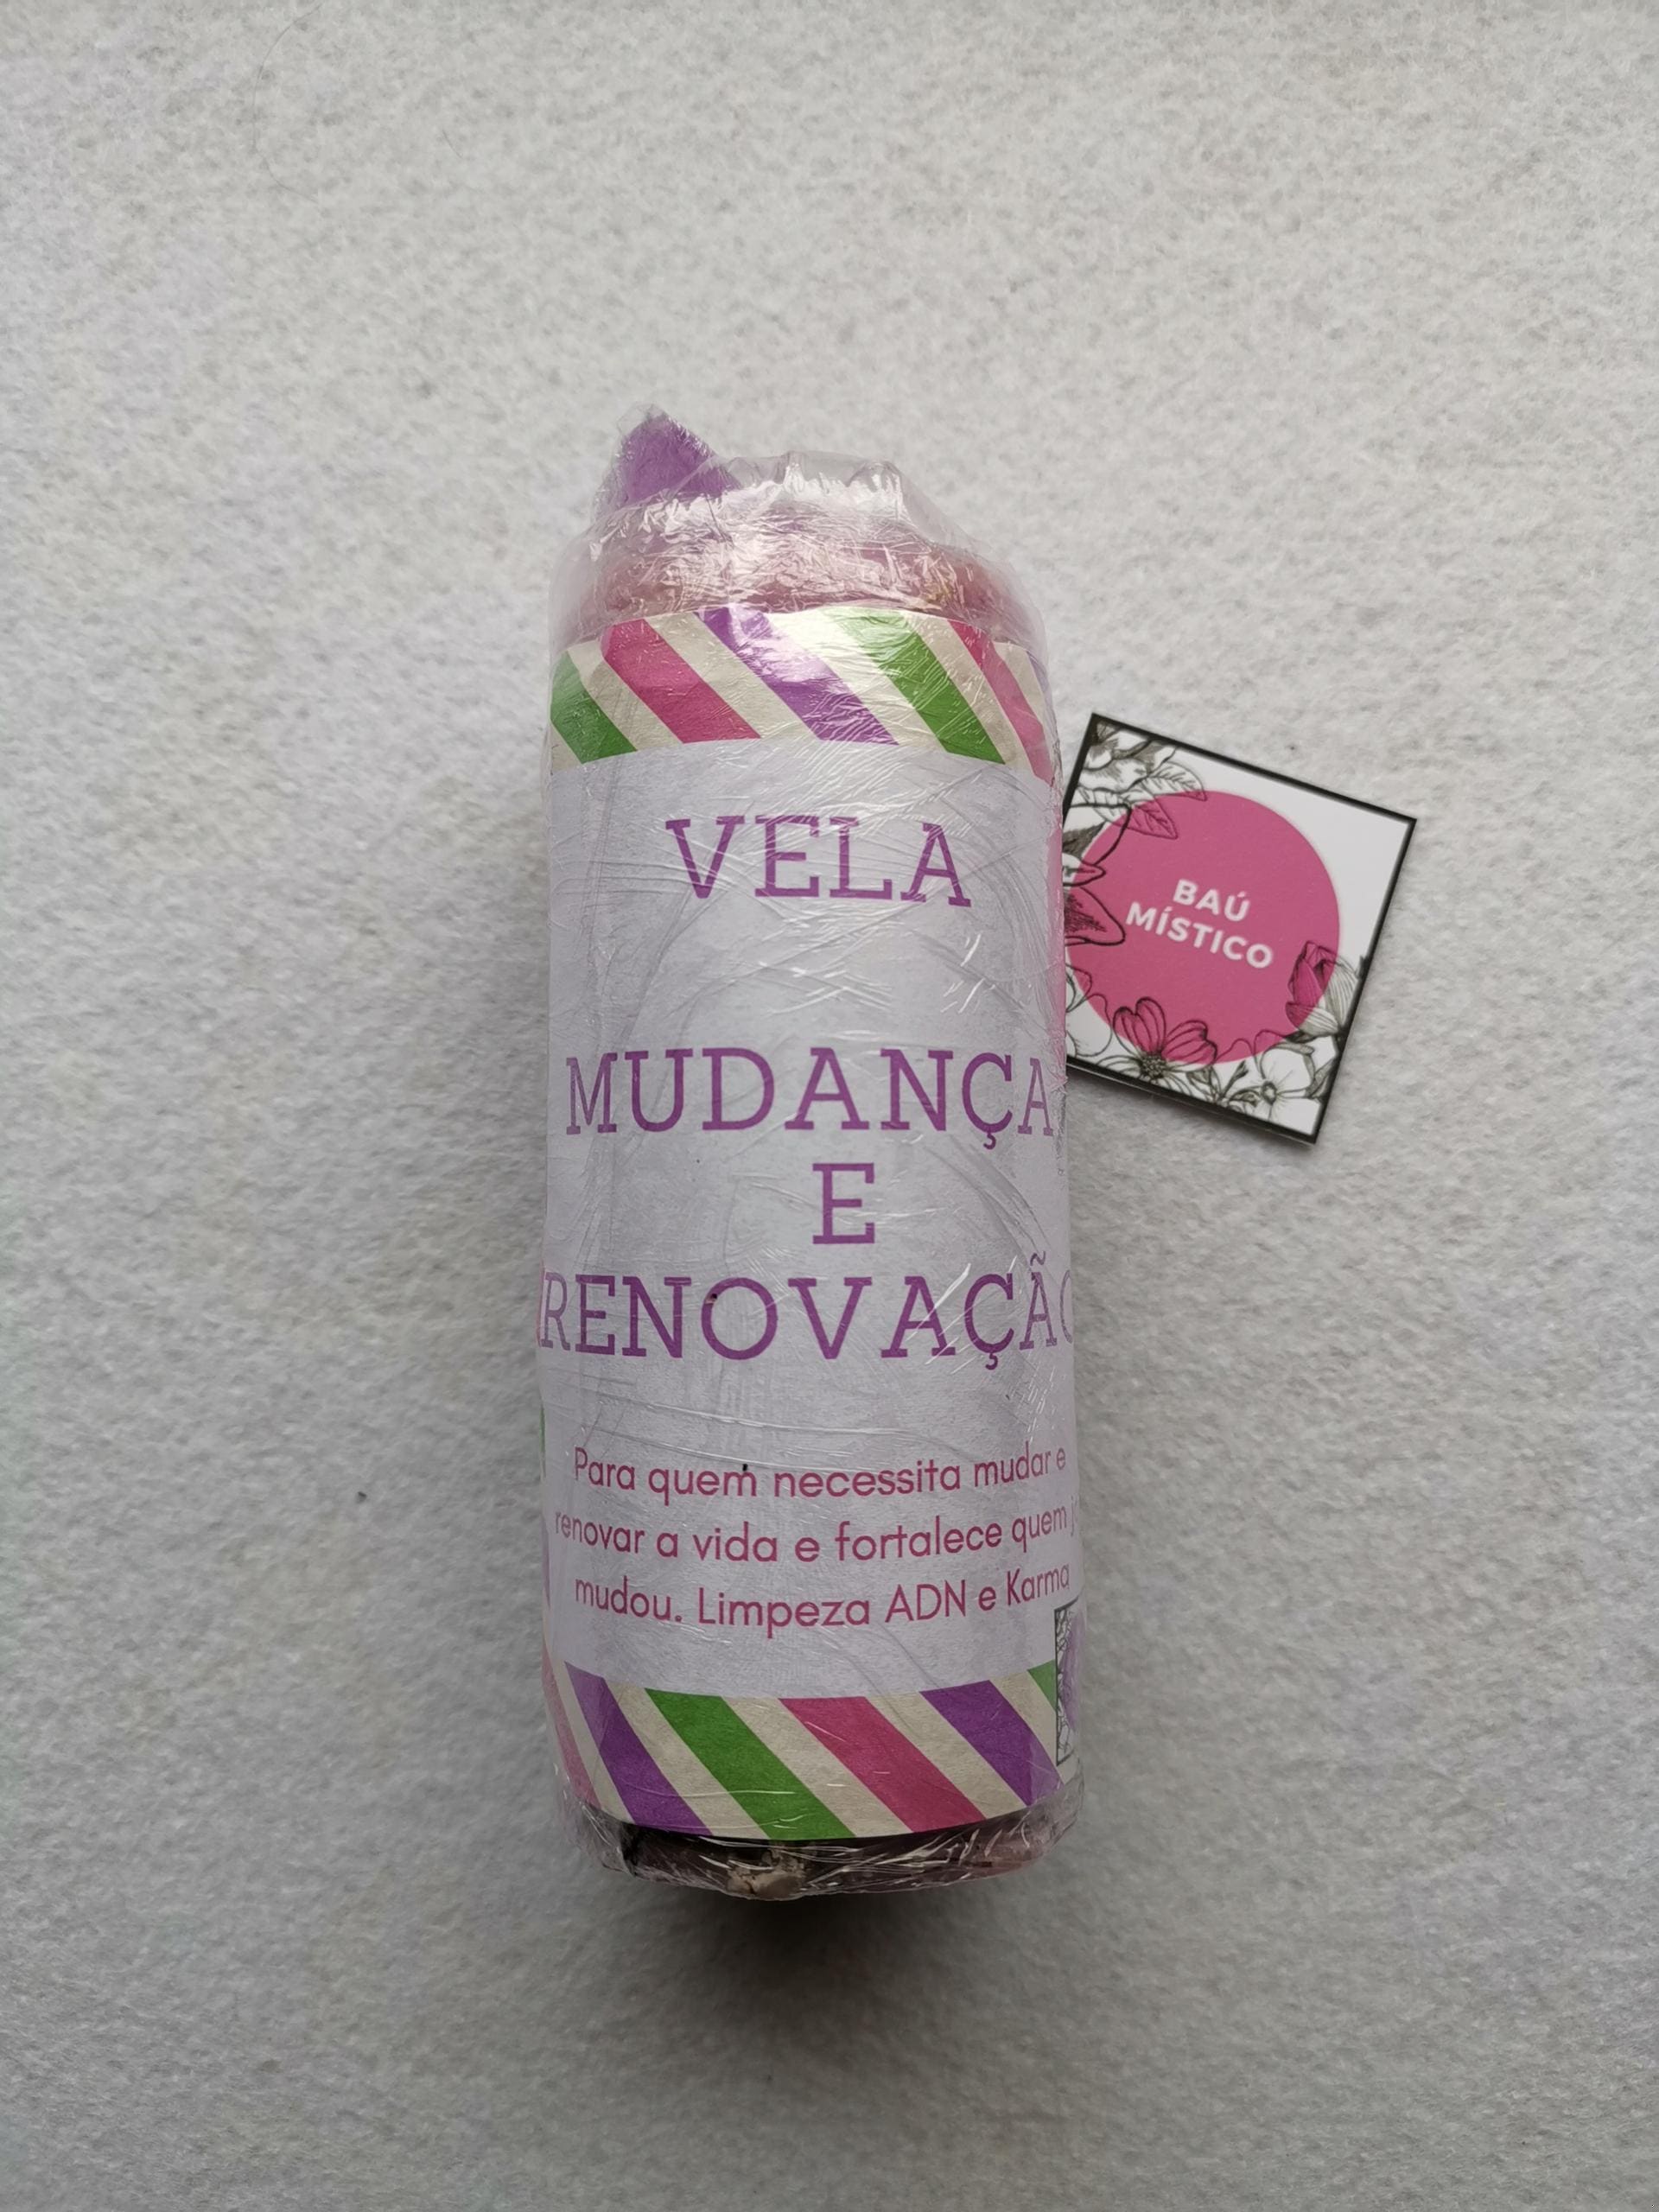 VELA
MUDANÇA
E
RENOVAÇÃO
Para quem necessita mudar e
renovar a vida e fortalece quem j
mudou. Limpeza ADN e Karma
BAÚ
MÍSTICO